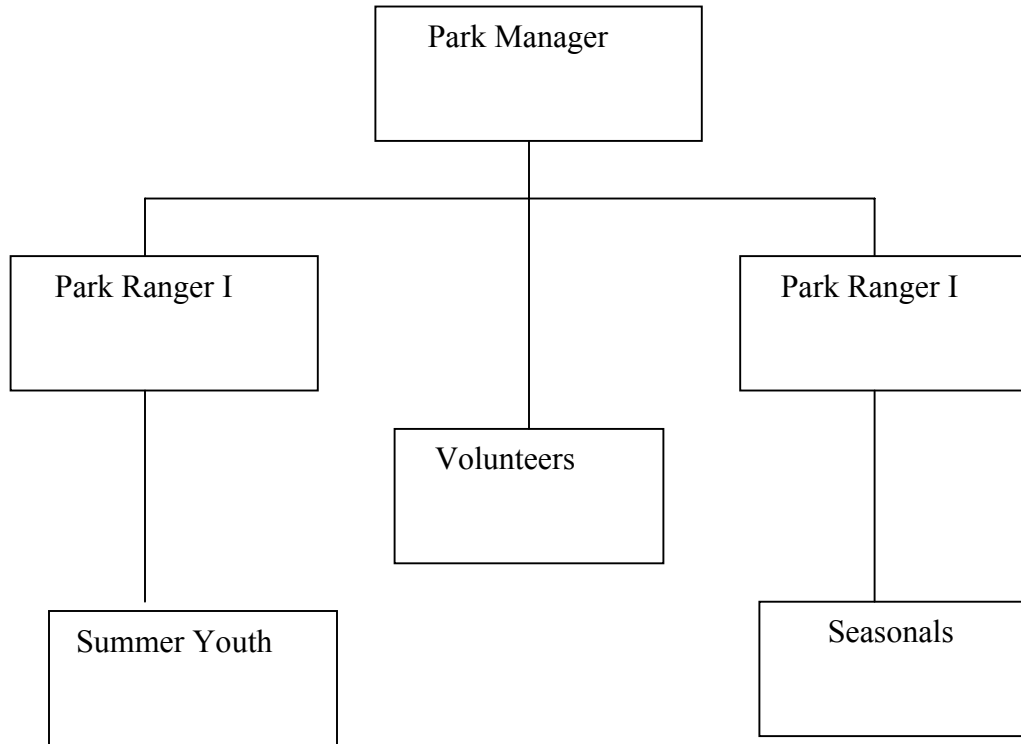 Park Manager
Park Ranger I
Park Ranger I
Volunteers
Summer Youth
Seasonals